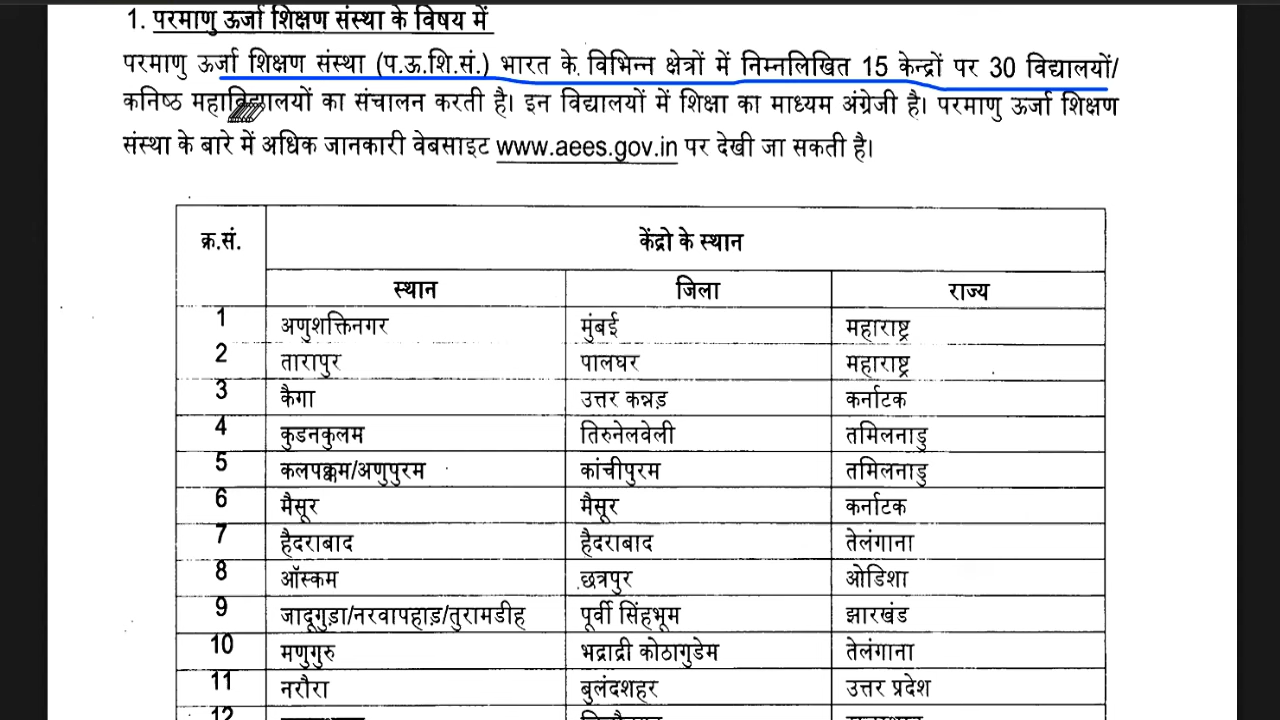 1. परमाणु ऊर्जा शिक्षण संस्था के विषय में
परमाणु ऊर्जा शिक्षण संस्था (प.ऊ.शि.सं.) भारत के विभिन्न क्षेत्रों में निम्नलिखित 15 केन्द्रों पर 30 विद्यालयों/
कनिष्ठ महाविद्यालयों का संचालन करती है। इन विद्यालयों में शिक्षा का माध्यम अंग्रेजी है। परमाणु ऊर्जा शिक्षण
संस्था के बारे में अधिक जानकारी वेबसाइट www.aees.gov.in पर देखी जा सकती है।
क्र.सं. केंद्रो के स्थान
स्थान जिला राज्य
1 अणुशक्तिनगर मुंबई महाराष्ट्र
2 तारापुर पालघर महाराष्ट्र
3 कैगा उत्तर कन्नड़ कर्नाटक
4 कुडनकुलम तिरुनेलवेली तमिलनाडु
5 कलपक्कम/अणुपुरम कांचीपुरम तमिलनाडु
6 मैसूर मैसूर कर्नाटक
7 हैदराबाद हैदराबाद तेलंगाना
8 ऑस्कम छत्रपुर ओडिशा
9 जादूगुड़ा/नरवापहाड़/तुरामडीह पूर्वी सिंहभूम झारखंड
10 मणुगुरु भद्राद्री कोठागुडेम तेलंगाना
11 नरौरा बुलंदशहर उत्तर प्रदेश
12